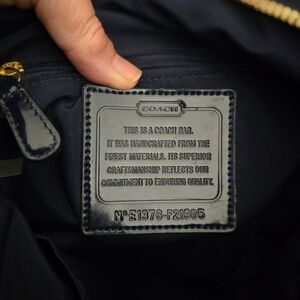 COACH
THIS IS A COACH BAG.
IT WAS HANDCRAFTED FROM THE
FINEST MATERIALS. ITS SUPERIOR
CRAFTSMANSHIP REFLECTS OUR
COMMITMENT TO ENDURING QUALITY.
Nº E1376-F21905